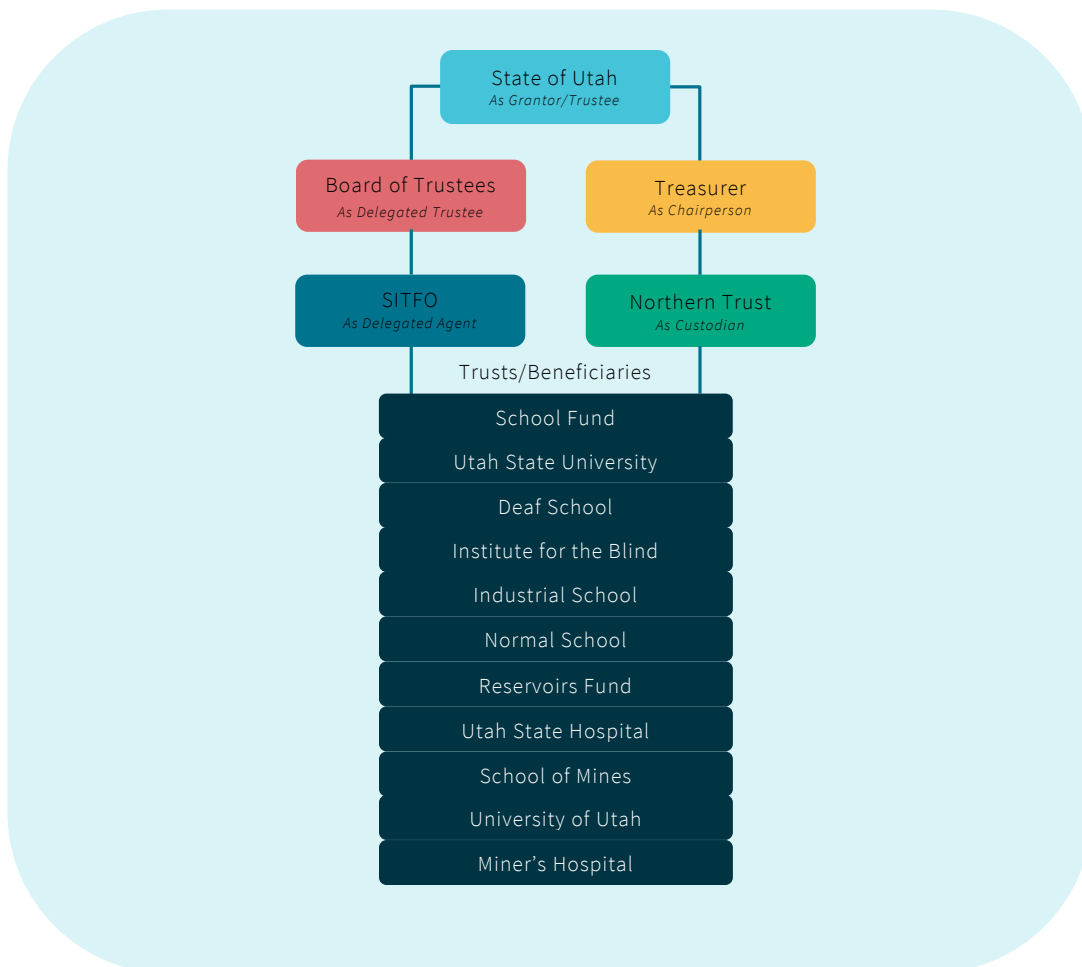 State of Utah
As Grantor/Trustee
Board of Trustees
As Delegated Trustee
Treasurer
As Chairperson
SITFO
As Delegated Agent
Northern Trust
As Custodian
Trusts/Beneficiaries
School Fund
Utah State University
Deaf School
Institute for the Blind
Industrial School
Normal School
Reservoirs Fund
Utah State Hospital
School of Mines
University of Utah
Miner’s Hospital